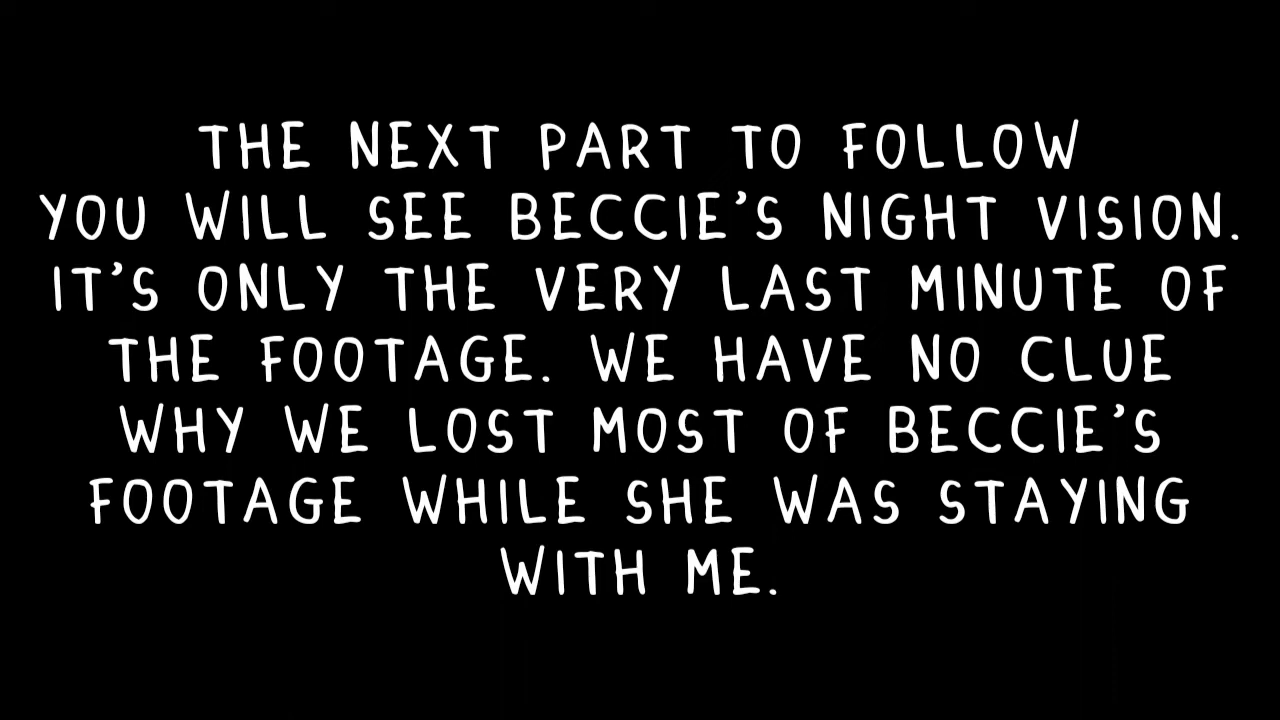 THE NEXT PART TO FOLLOW
YOU WILL SEE BECCIE'S NIGHT VISION.
IT'S ONLY THE VERY LAST MINUTE OF
THE FOOTAGE. WE HAVE NO CLUE
WHY WE LOST MOST OF BECCIE'S
FOOTAGE WHILE SHE WAS STAYING
WITH ME.